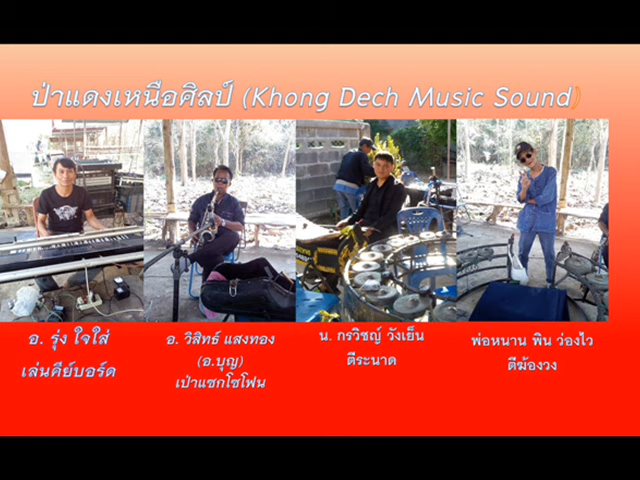 ป่าแดงเหนือศิลป์ (Khong Dech Music Sound)
อ. รุ่ง ใจใส่
เล่นคีย์บอร์ด
อ. วิสิทธ์ แสงทอง
(อ.บุญ)
เป่าแซกโซโฟน
น. กรวิชญ์ วังเย็น
ตีระนาด
พ่อหนาน พิน ว่องไว
ตีฆ้องวง